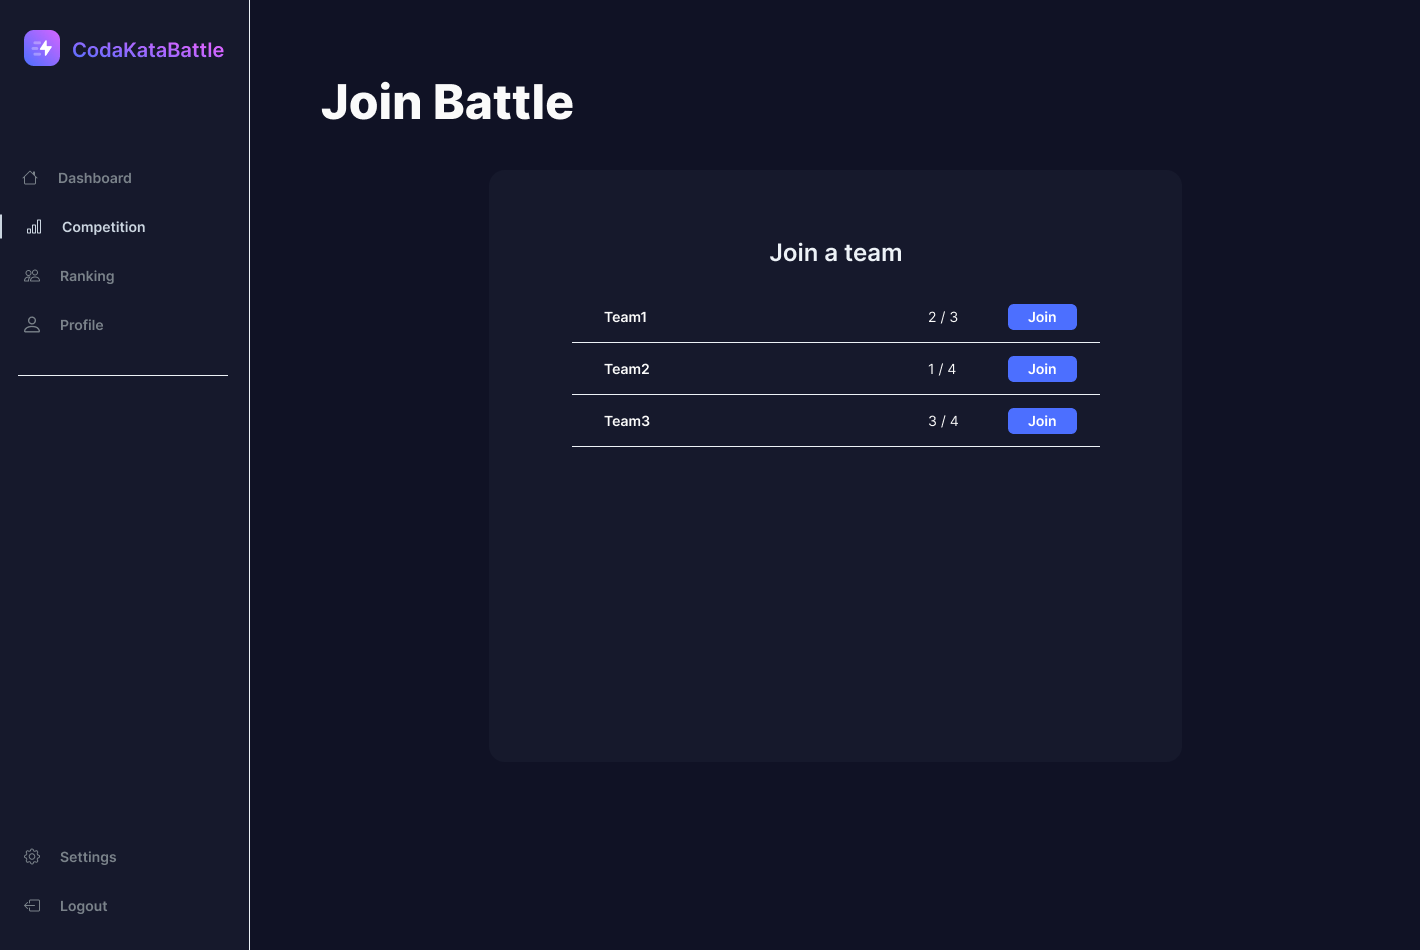 CodaKataBattle
Dashboard
Competition
Ranking
Profile
Settings
Logout
Join Battle
Join a team
Team1 2 / 3 Join
Team2 1 / 4 Join
Team3 3 / 4 Join